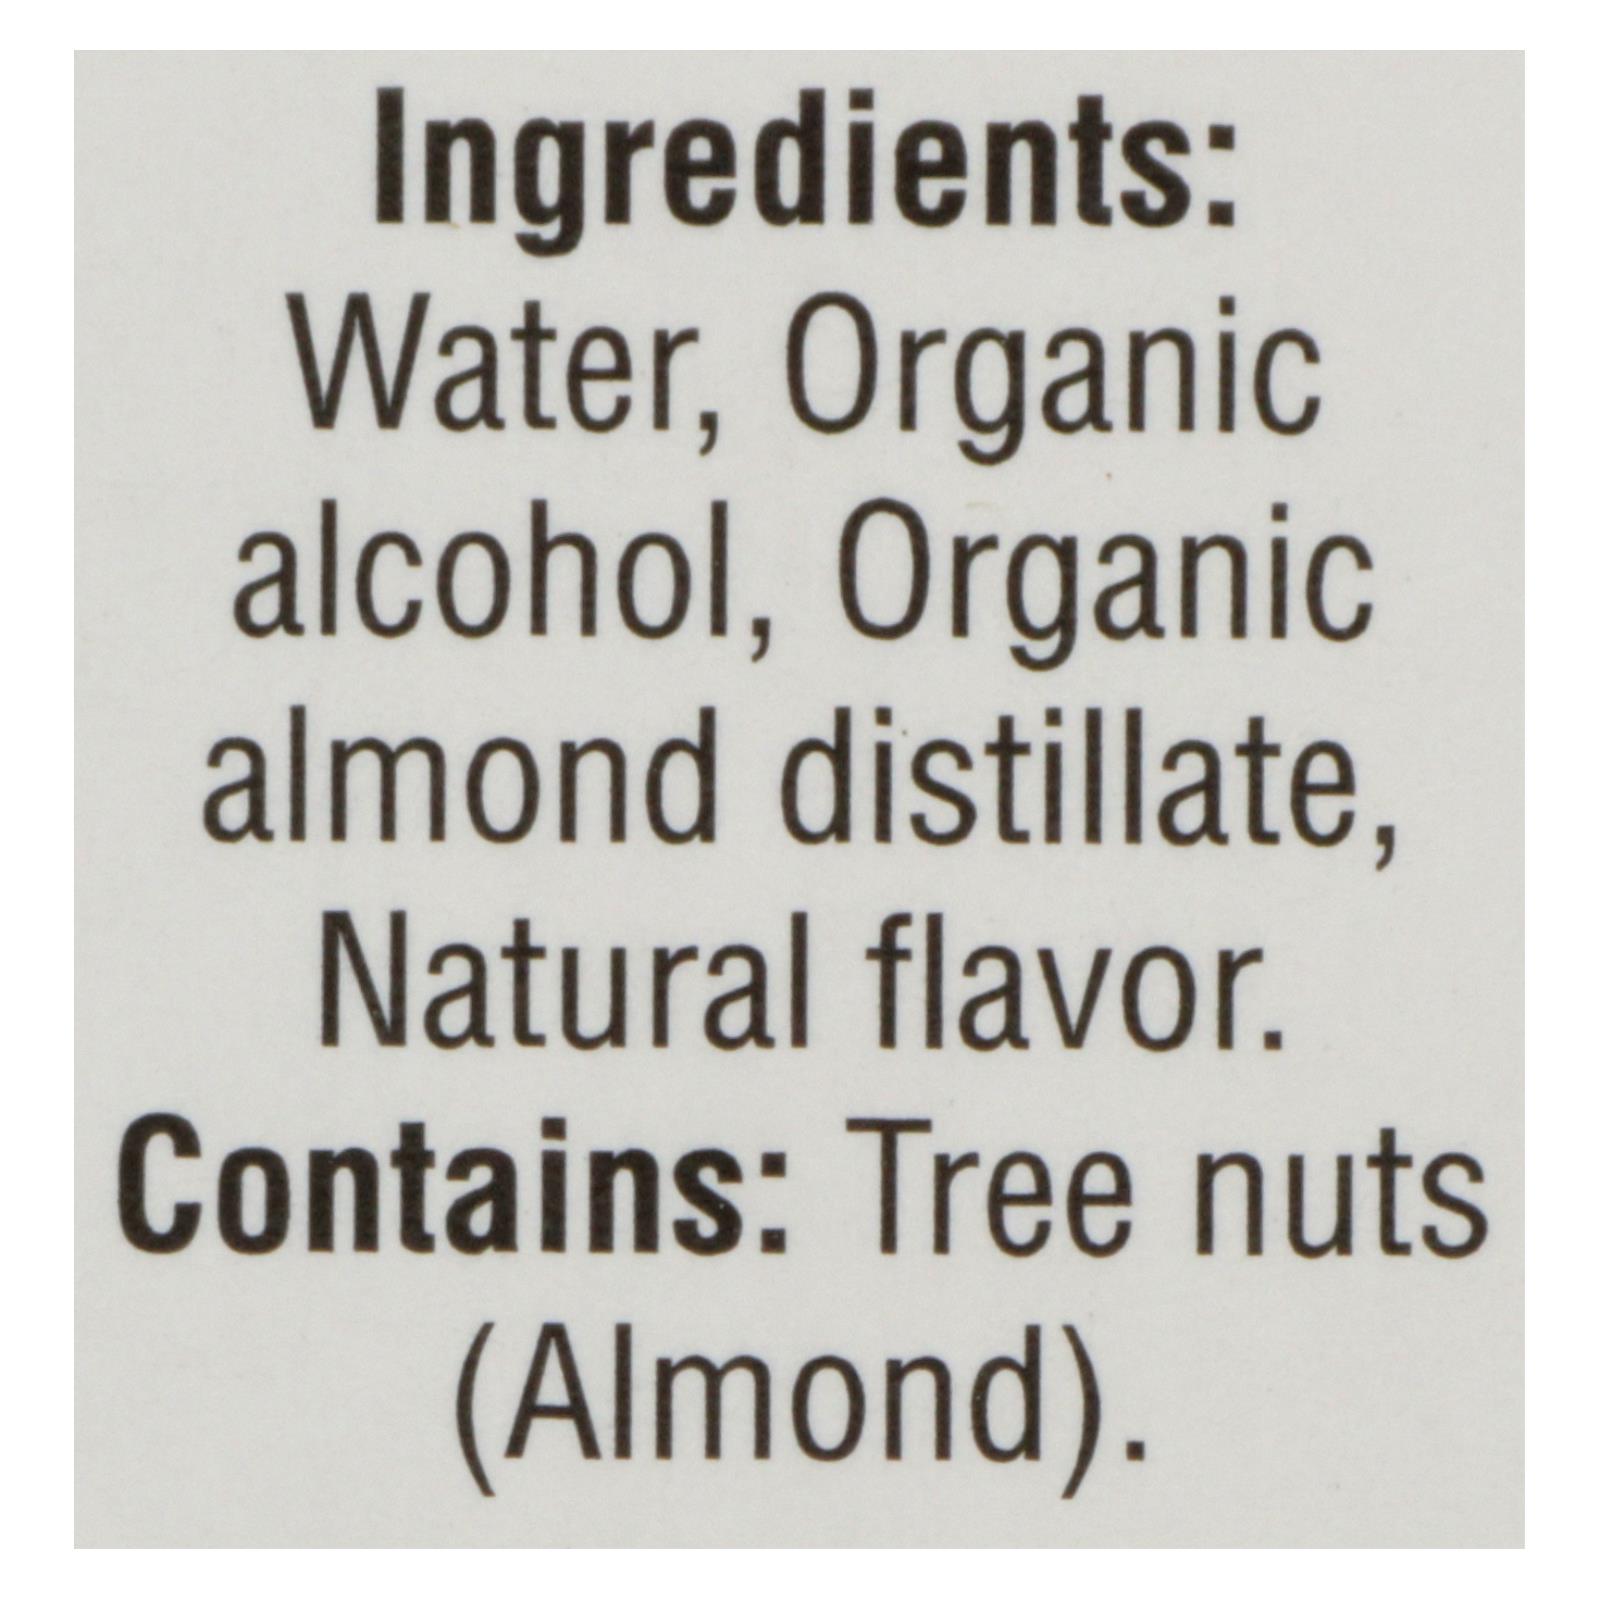 Ingredients:
Water, Organic
alcohol, Organic
almond distillate,
Natural flavor.
Contains: Tree nuts
(Almond).